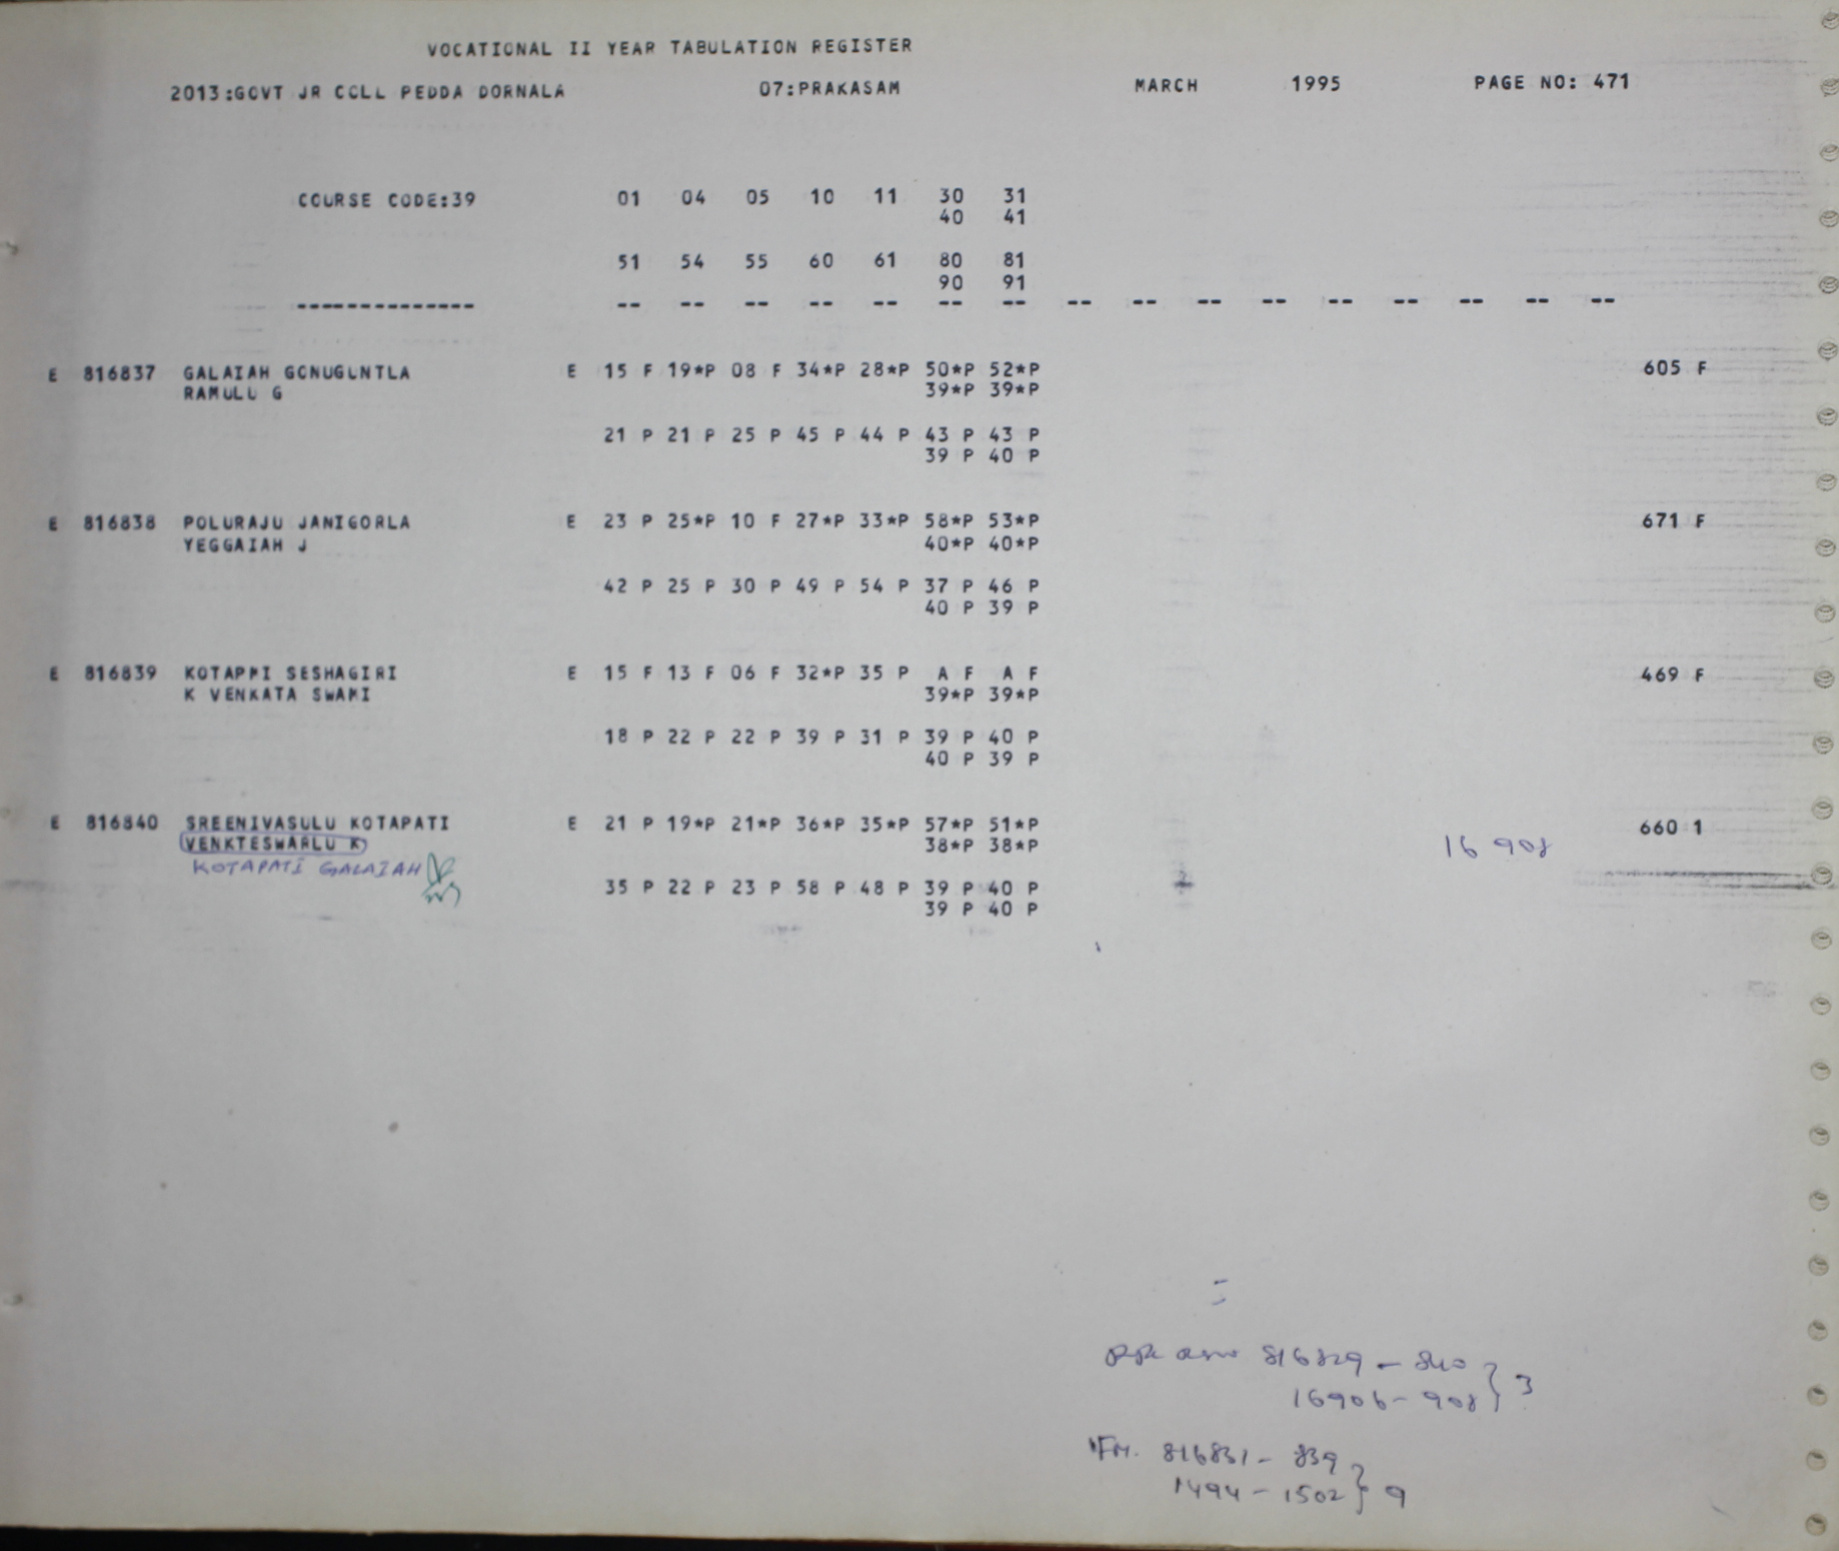 VOCATIONAL II YEAR TABULATION REGISTER
2013:GOVT JR COLL PEDDA DORNALA 07:PRAKASAM MARCH 1995 PAGE NO: 471
COURSE CODE:39 01 04 05 10 11 30 31
40 41
51 54 55 60 61 80 81
90 91
-------------- -- -- -- -- -- -- -- -- -- -- -- -- -- -- -- --
E 816837 GALAIAH GONUGUNTLA E 15 F 19*P 08 F 34*P 28*P 50*P 52*P 605 F
RAMULU G 39*P 39*P
21 P 21 P 25 P 45 P 44 P 43 P 43 P
39 P 40 P
E 816838 POLURAJU JANIGORLA E 23 P 25*P 10 F 27*P 33*P 58*P 53*P 671 F
YEGGAIAH J 40*P 40*P
42 P 25 P 30 P 49 P 54 P 37 P 46 P
40 P 39 P
E 816839 KOTAPPI SESHAGIRI E 15 F 13 F 06 F 32*P 35 P A F A F 469 F
K VENKATA SWAMI 39*P 39*P
18 P 22 P 22 P 39 P 31 P 39 P 40 P
40 P 39 P
E 816840 SREENIVASULU KOTAPATI E 21 P 19*P 21*P 36*P 35*P 57*P 51*P 660 1
VENKTESWARLU K 38*P 38*P 16908
KOTAPATI GALAIAH
35 P 22 P 23 P 58 P 48 P 39 P 40 P
39 P 40 P
816829 - 840
16906 - 908 } 3
816831 - 839
1494 - 1502 } 9